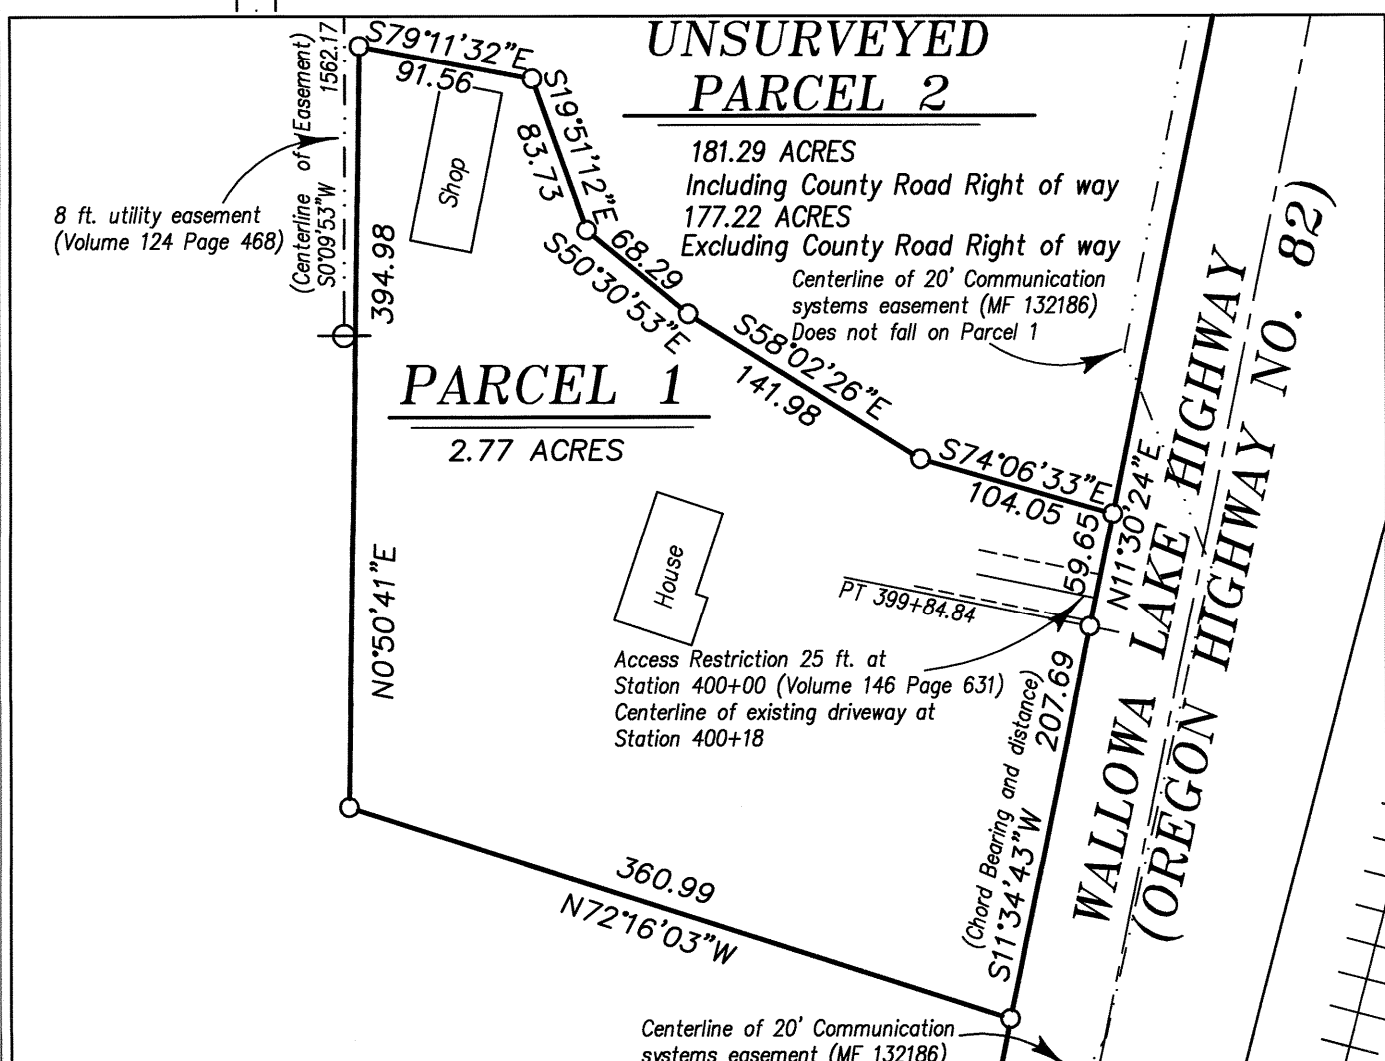 UNSURVEYED
PARCEL 2
181.29 ACRES
Including County Road Right of way
177.22 ACRES
Excluding County Road Right of way
S79°11'32"E
91.56
S19°51'12"E
83.73
68.29
S50°30'53"E
S58°02'26"E
141.98
S74°06'33"E
104.05
1562.17
(Centerline of Easement)
S0°09'53"W
8 ft. utility easement
(Volume 124 Page 468)
394.98
N0°50'41"E
Shop
Centerline of 20' Communication
systems easement (MF 132186)
Does not fall on Parcel 1
PARCEL 1
2.77 ACRES
House
59.65
N11°30'24"E
PT 399+84.84
Access Restriction 25 ft. at
Station 400+00 (Volume 146 Page 631)
Centerline of existing driveway at
Station 400+18
207.69
(Chord Bearing and distance)
S11°34'43"W
WALLOWA LAKE HIGHWAY
(OREGON HIGHWAY NO. 82)
360.99
N72°16'03"W
Centerline of 20' Communication
systems easement (MF 132186)